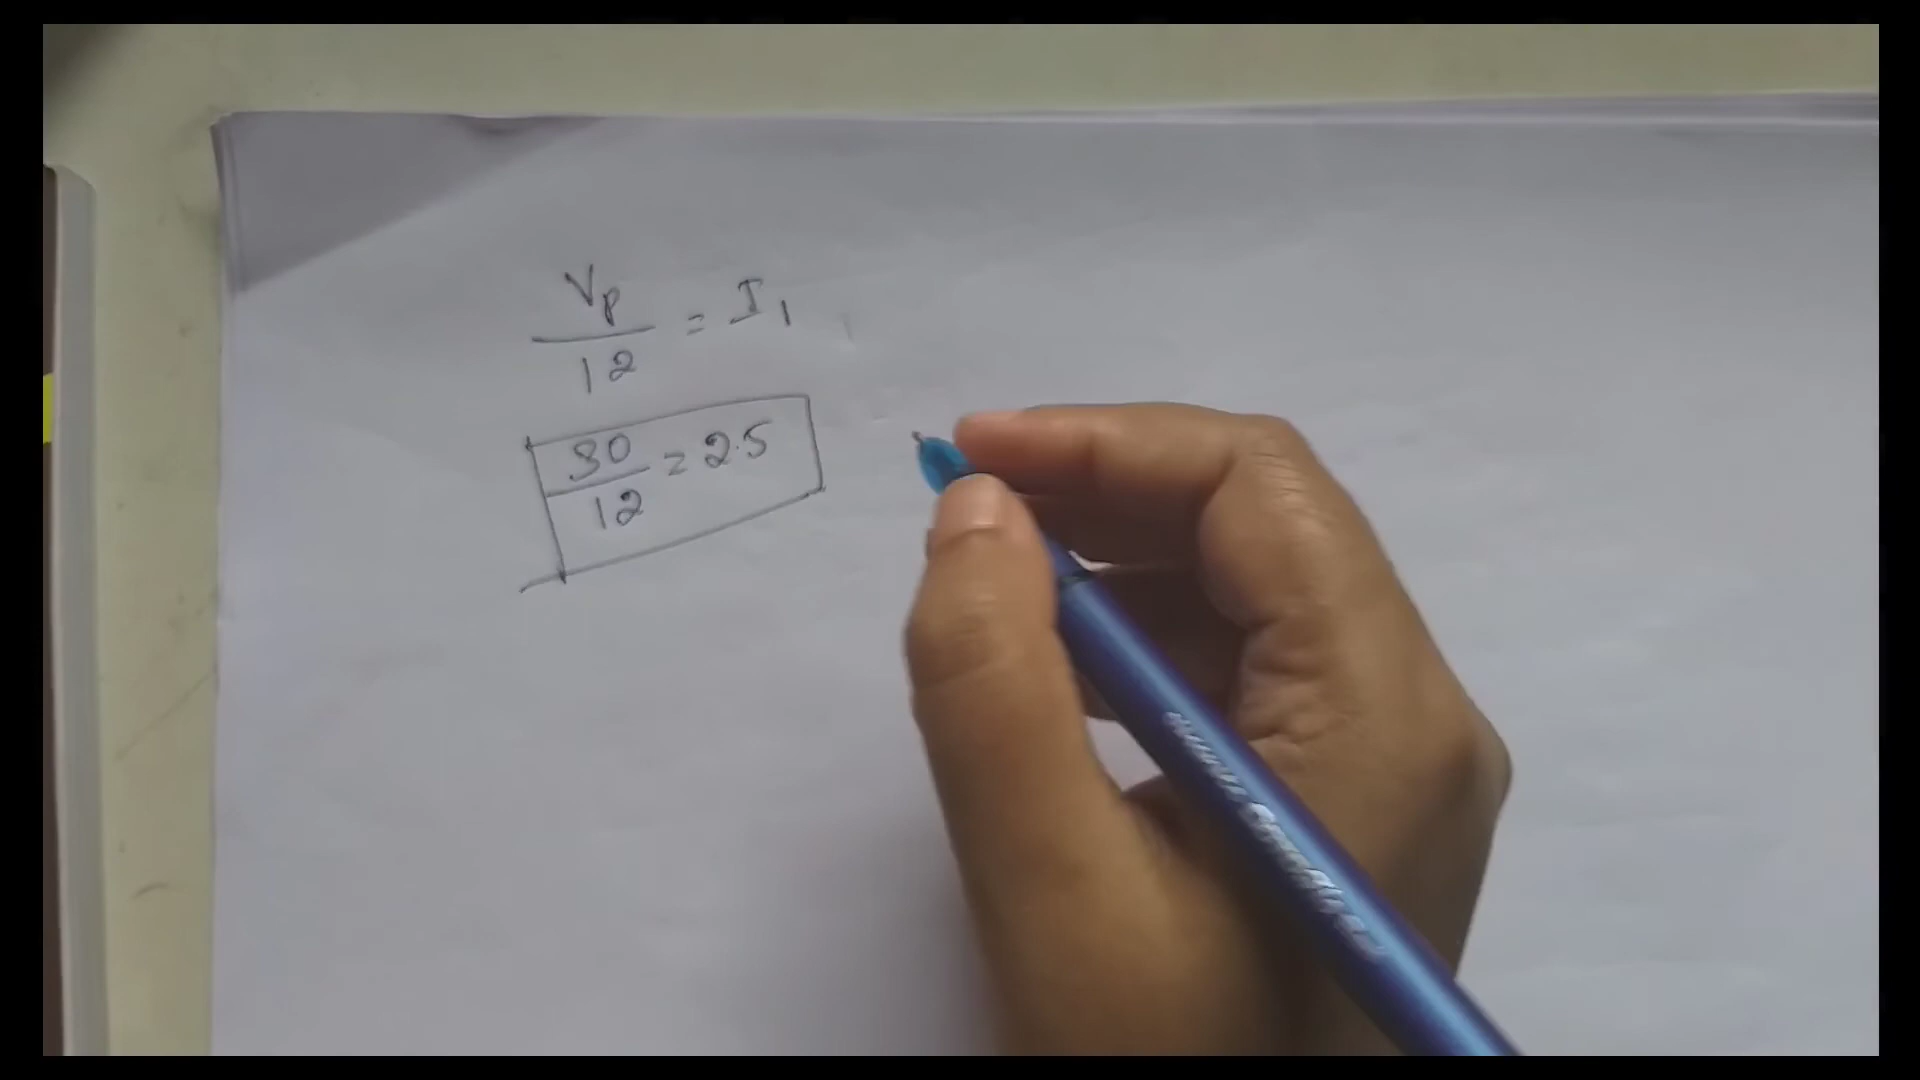 Vp/12 = I1
30/12 = 2.5